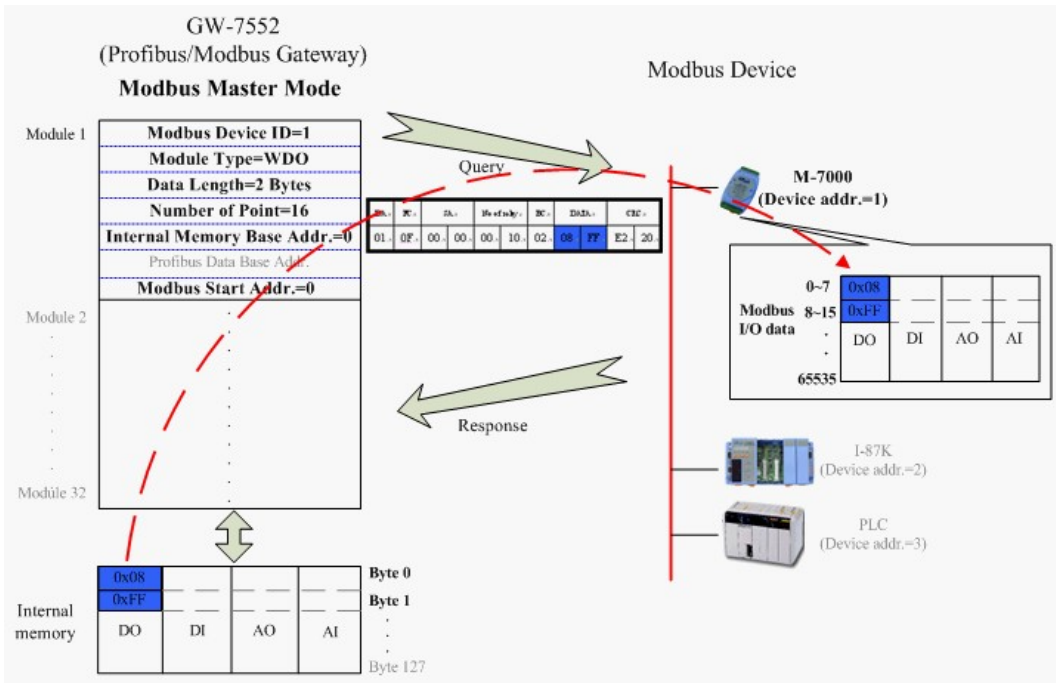 GW-7552
(Profibus/Modbus Gateway)
Modbus Master Mode
Modbus Device
Module 1
Modbus Device ID=1
Module Type=WDO
Data Length=2 Bytes
Number of Point=16
Internal Memory Base Addr.=0
Profibus Data Base Addr.
Modbus Start Addr.=0
Module 2
Module 32
Query
FC. SA. BC. DATA. CRC.
01. 0F. 00. 00. 00. 10. 02. 08 FF E2. 20.
Response
M-7000
(Device addr.=1)
Modbus
I/O data
0~7 0x08
8~15 0xFF
DO DI AO AI
65535
I-87K
(Device addr.=2)
PLC
(Device addr.=3)
Internal
memory
0x08 Byte 0
0xFF Byte 1
DO DI AO AI
Byte 127